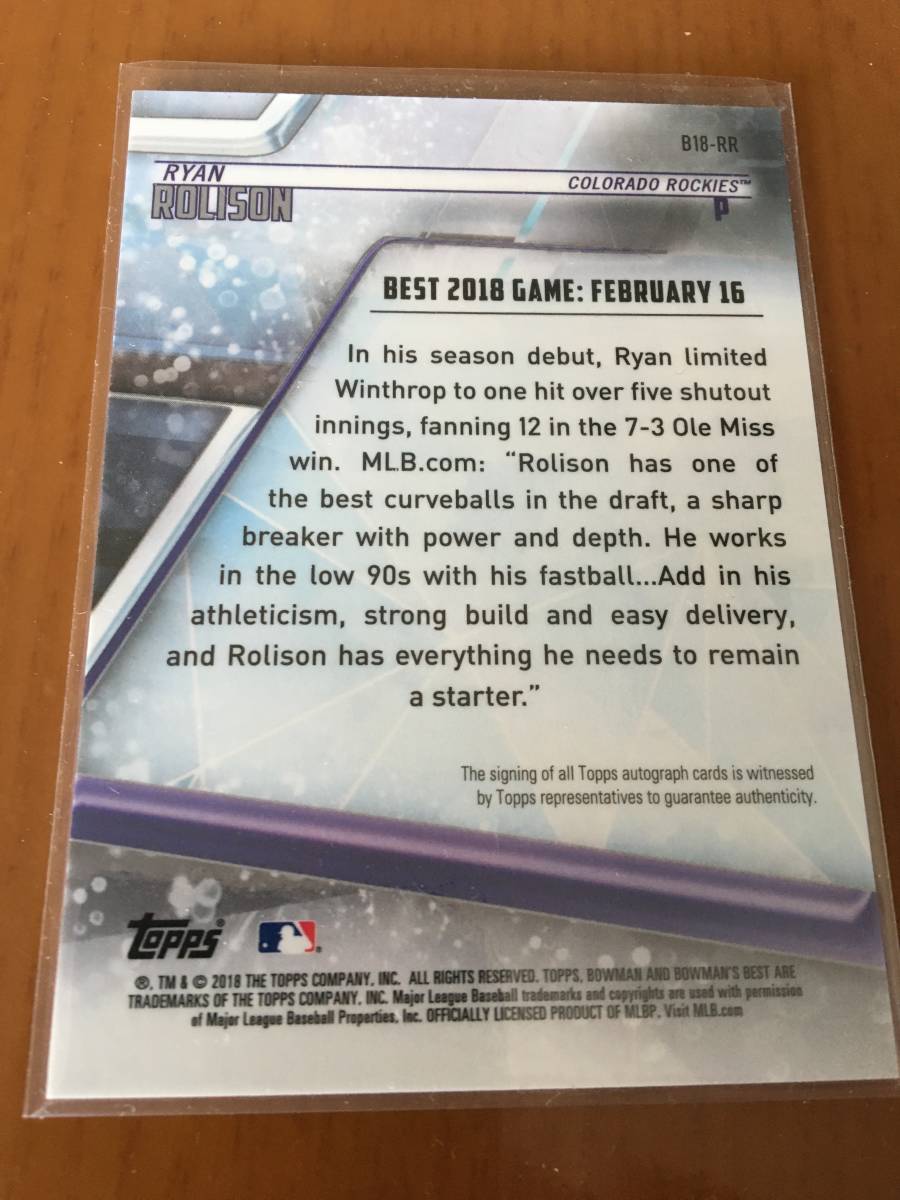 B18-RR
RYAN
ROLISON
COLORADO ROCKIES™
P
BEST 2018 GAME: FEBRUARY 16
In his season debut, Ryan limited
Winthrop to one hit over five shutout
innings, fanning 12 in the 7-3 Ole Miss
win. MLB.com: “Rolison has one of
the best curveballs in the draft, a sharp
breaker with power and depth. He works
in the low 90s with his fastball...Add in his
athleticism, strong build and easy delivery,
and Rolison has everything he needs to remain
a starter.”
The signing of all Topps autograph cards is witnessed
by Topps representatives to guarantee authenticity.
topps®
®, TM & © 2018 THE TOPPS COMPANY, INC. ALL RIGHTS RESERVED. TOPPS, BOWMAN AND BOWMAN'S BEST ARE
TRADEMARKS OF THE TOPPS COMPANY, INC. Major League Baseball trademarks and copyrights are used with permission
of Major League Baseball Properties, Inc. OFFICIALLY LICENSED PRODUCT OF MLBP. Visit MLB.com